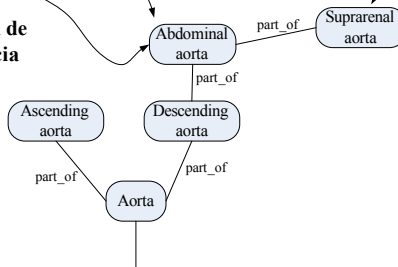 de
cia
Abdominal
aorta
part_of
Suprarenal
aorta
part_of
Ascending
aorta
Descending
aorta
part_of
part_of
Aorta